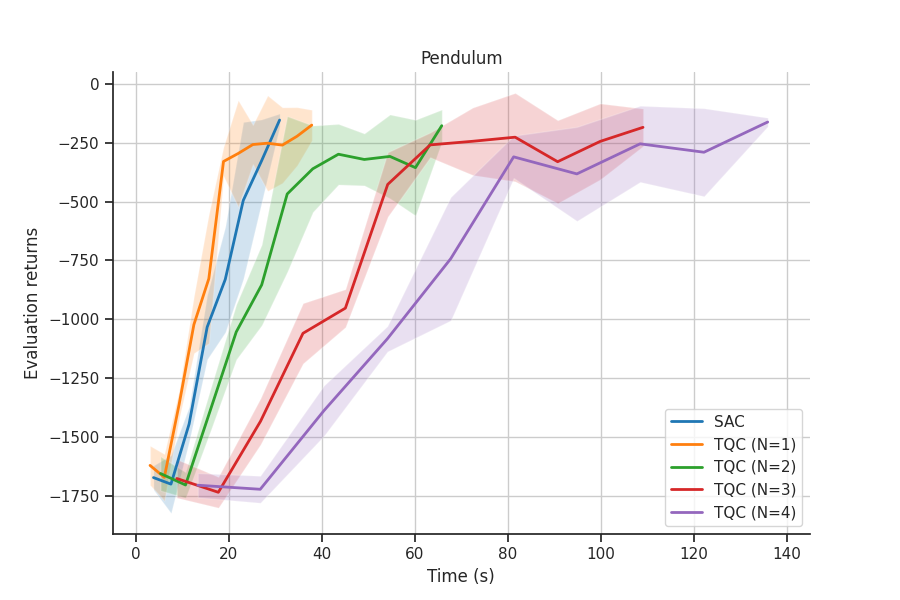 Pendulum
Evaluation returns
0
−250
−500
−750
−1000
−1250
−1500
−1750
0 20 40 60 80 100 120 140
Time (s)
SAC
TQC (N=1)
TQC (N=2)
TQC (N=3)
TQC (N=4)